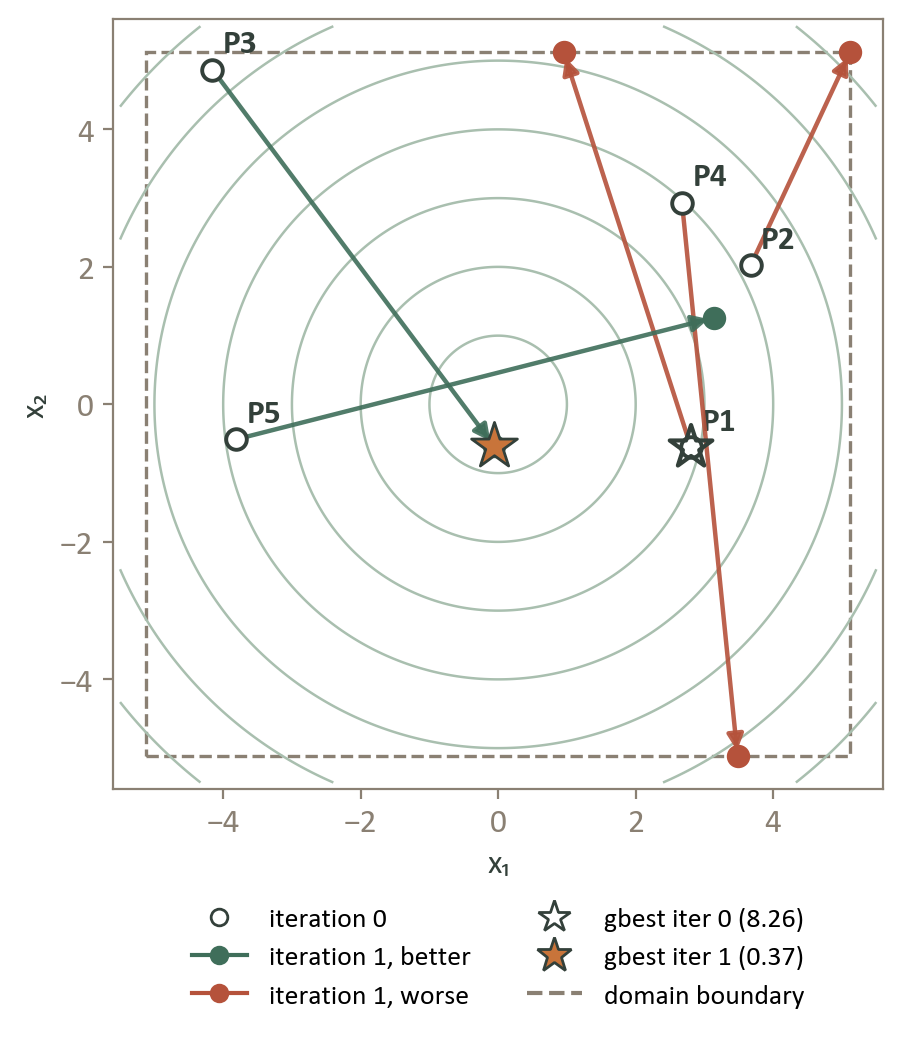 P3
4
P4
P2
2
x₂
0
P5
P1
−2
−4
−4
−2
0
2
4
x₁
iteration 0
gbest iter 0 (8.26)
iteration 1, better
gbest iter 1 (0.37)
iteration 1, worse
domain boundary